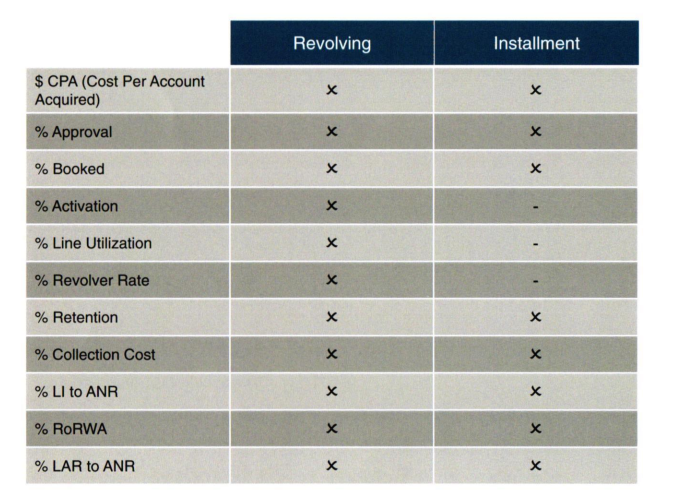 Revolving Installment
$ CPA (Cost Per Account
Acquired) x x
% Approval x x
% Booked x x
% Activation x -
% Line Utilization x -
% Revolver Rate x -
% Retention x x
% Collection Cost x x
% LI to ANR x x
% RoRWA x x
% LAR to ANR x x